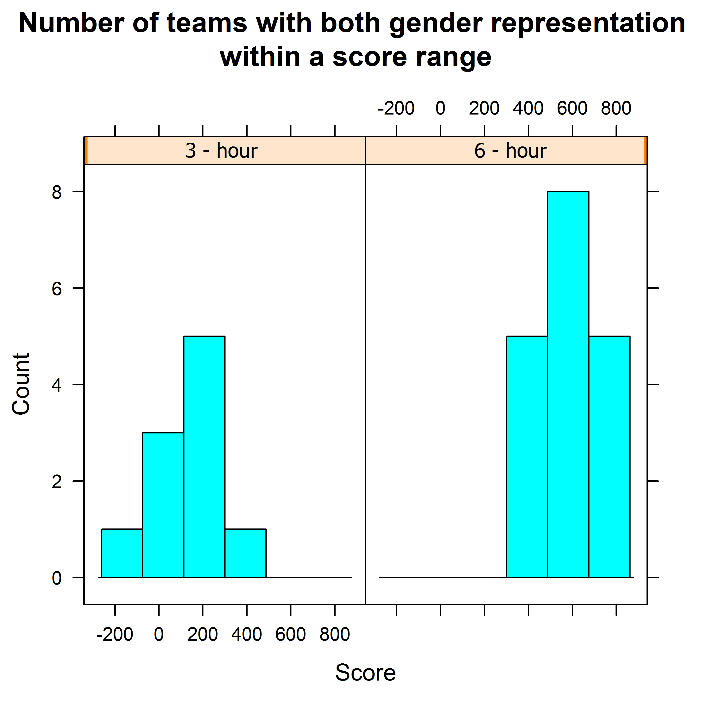 Number of teams with both gender representation
within a score range
-200 0 200 400 600 800
3 - hour 6 - hour
8
6
4
2
0
Count
-200 0 200 400 600 800
Score